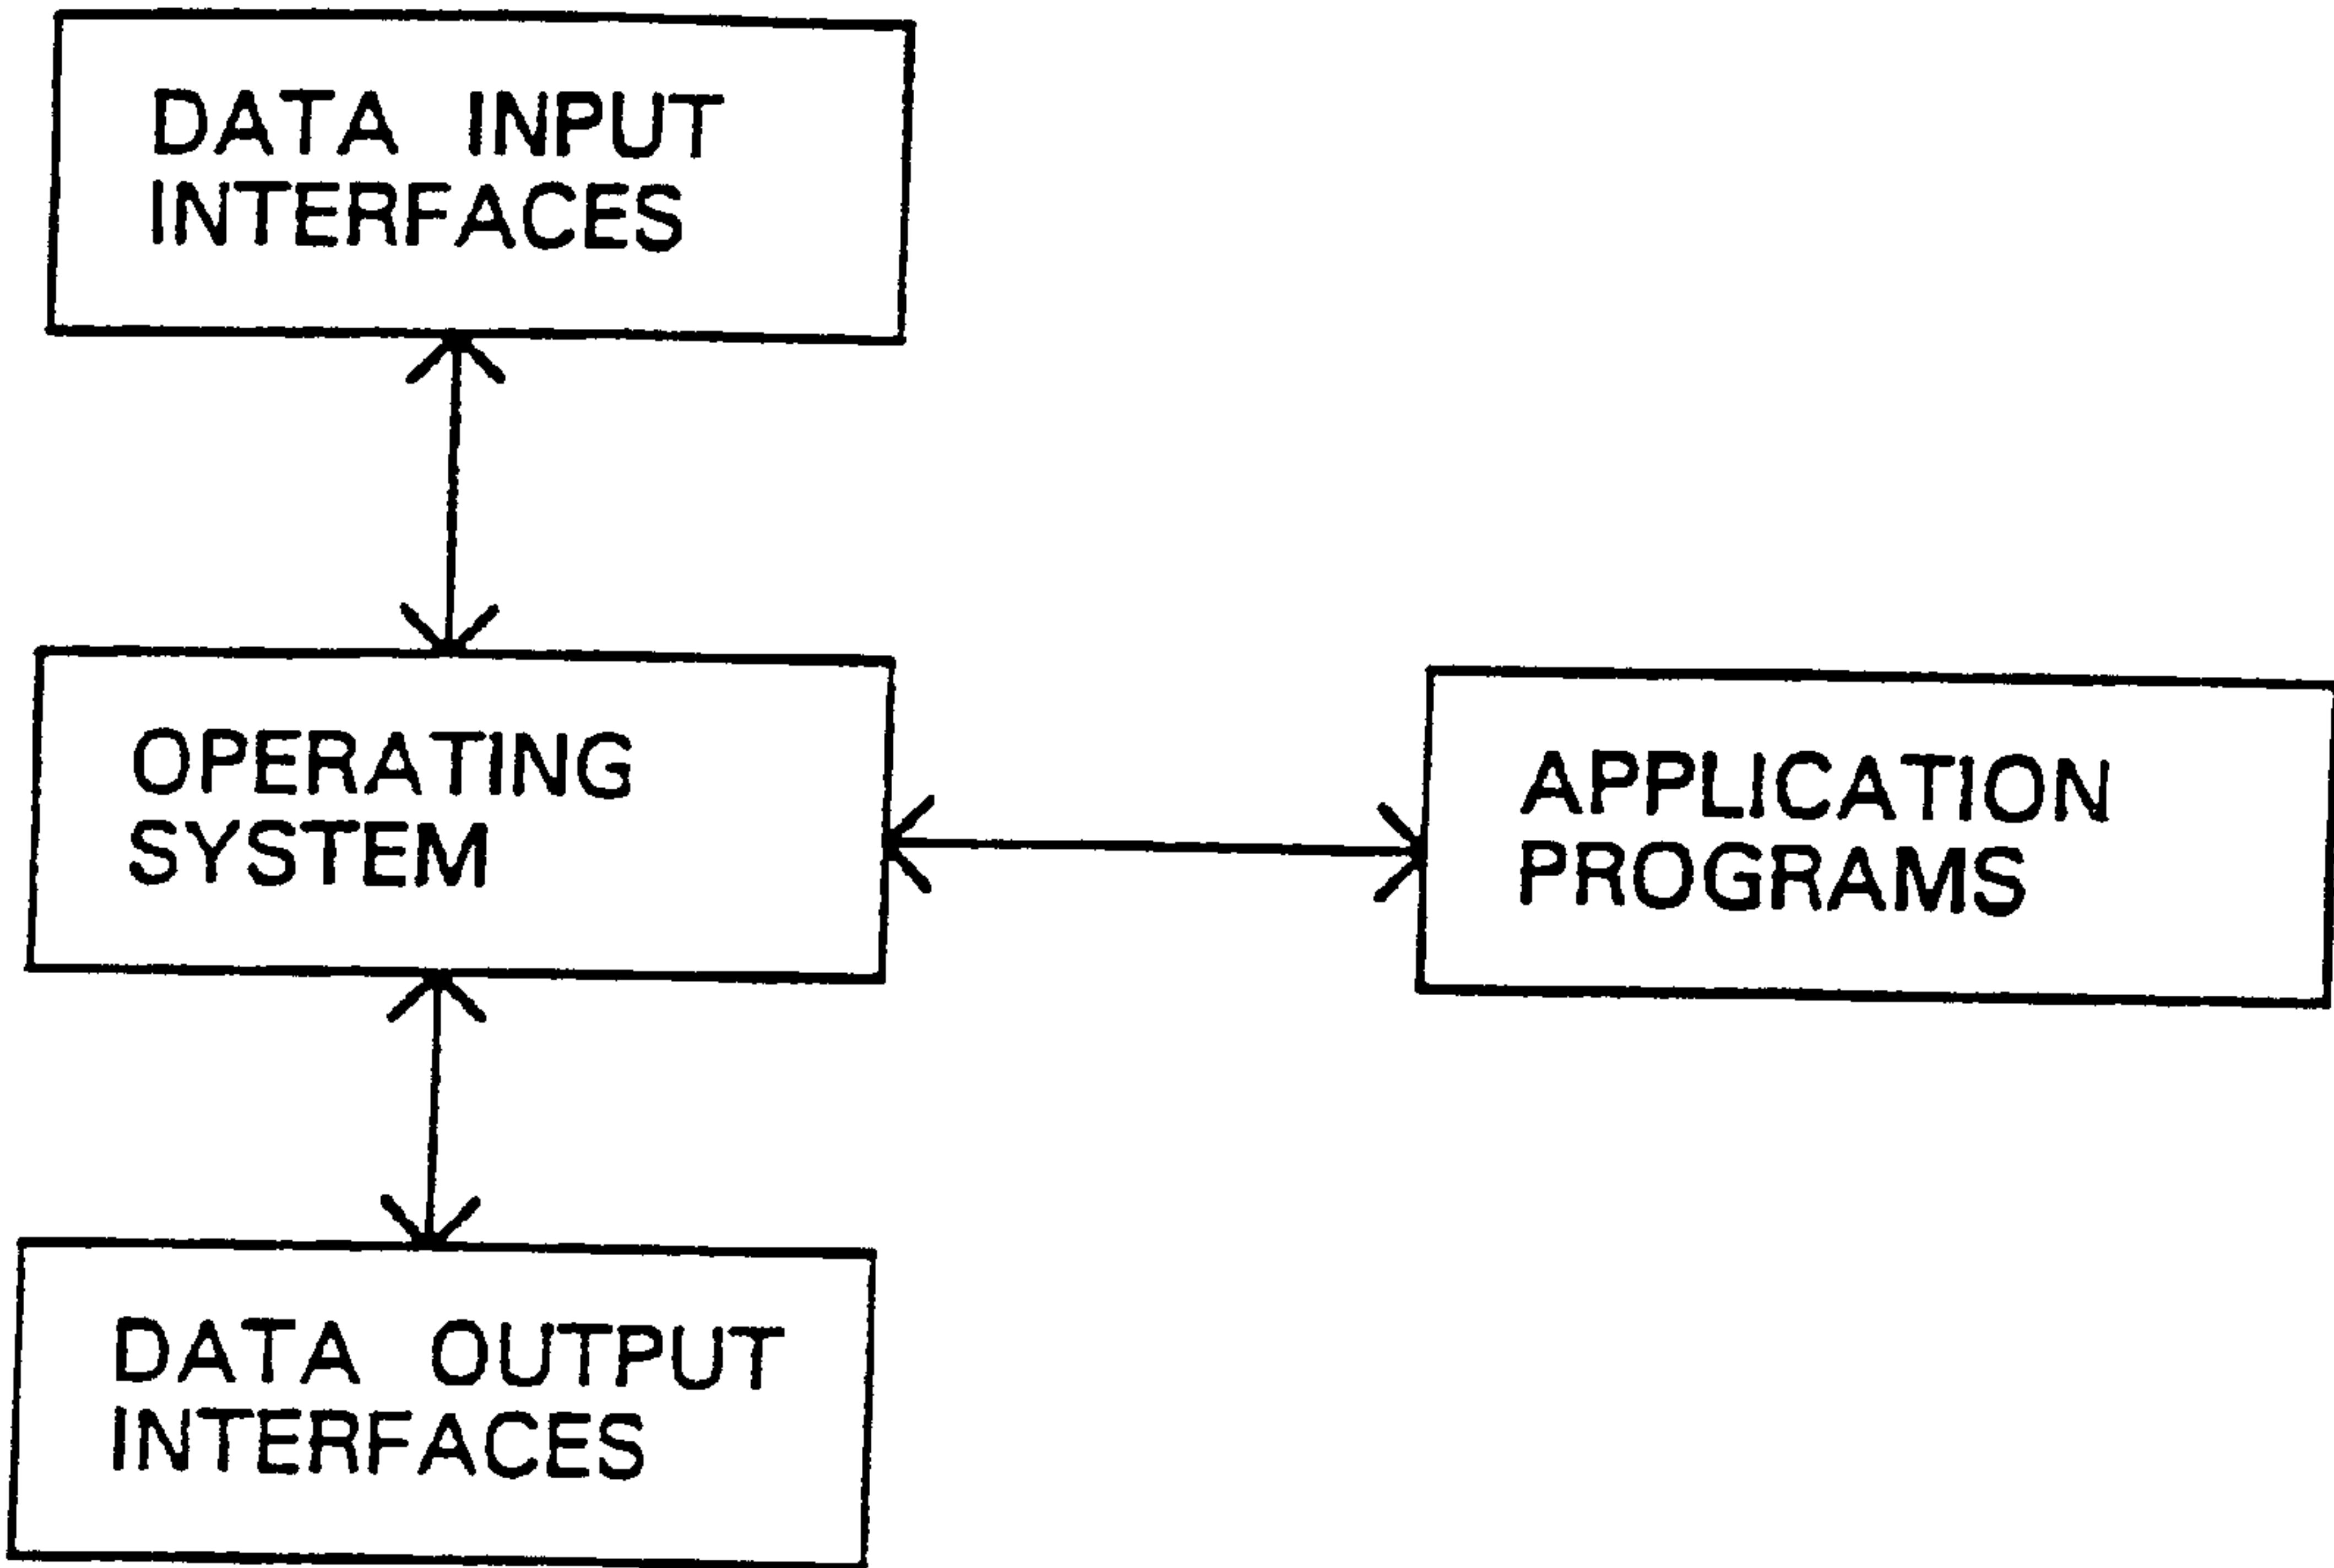 DATA INPUT
INTERFACES
OPERATING
SYSTEM
APPLICATION
PROGRAMS
DATA OUTPUT
INTERFACES